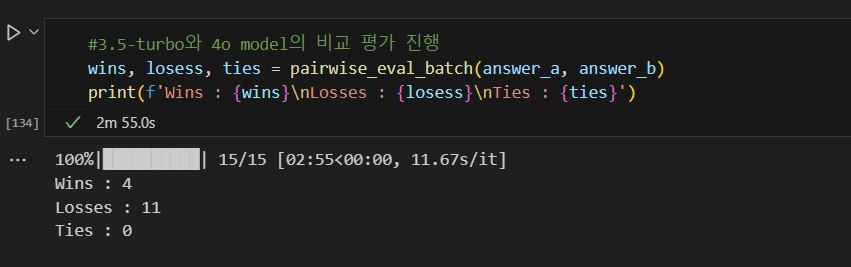 #3.5-turbo와 4o model의 비교 평가 진행
wins, losess, ties = pairwise_eval_batch(answer_a, answer_b)
print(f'Wins : {wins}\nLosses : {losess}\nTies : {ties}')
[134]
2m 55.0s
100%|██████████| 15/15 [02:55<00:00, 11.67s/it]
Wins : 4
Losses : 11
Ties : 0